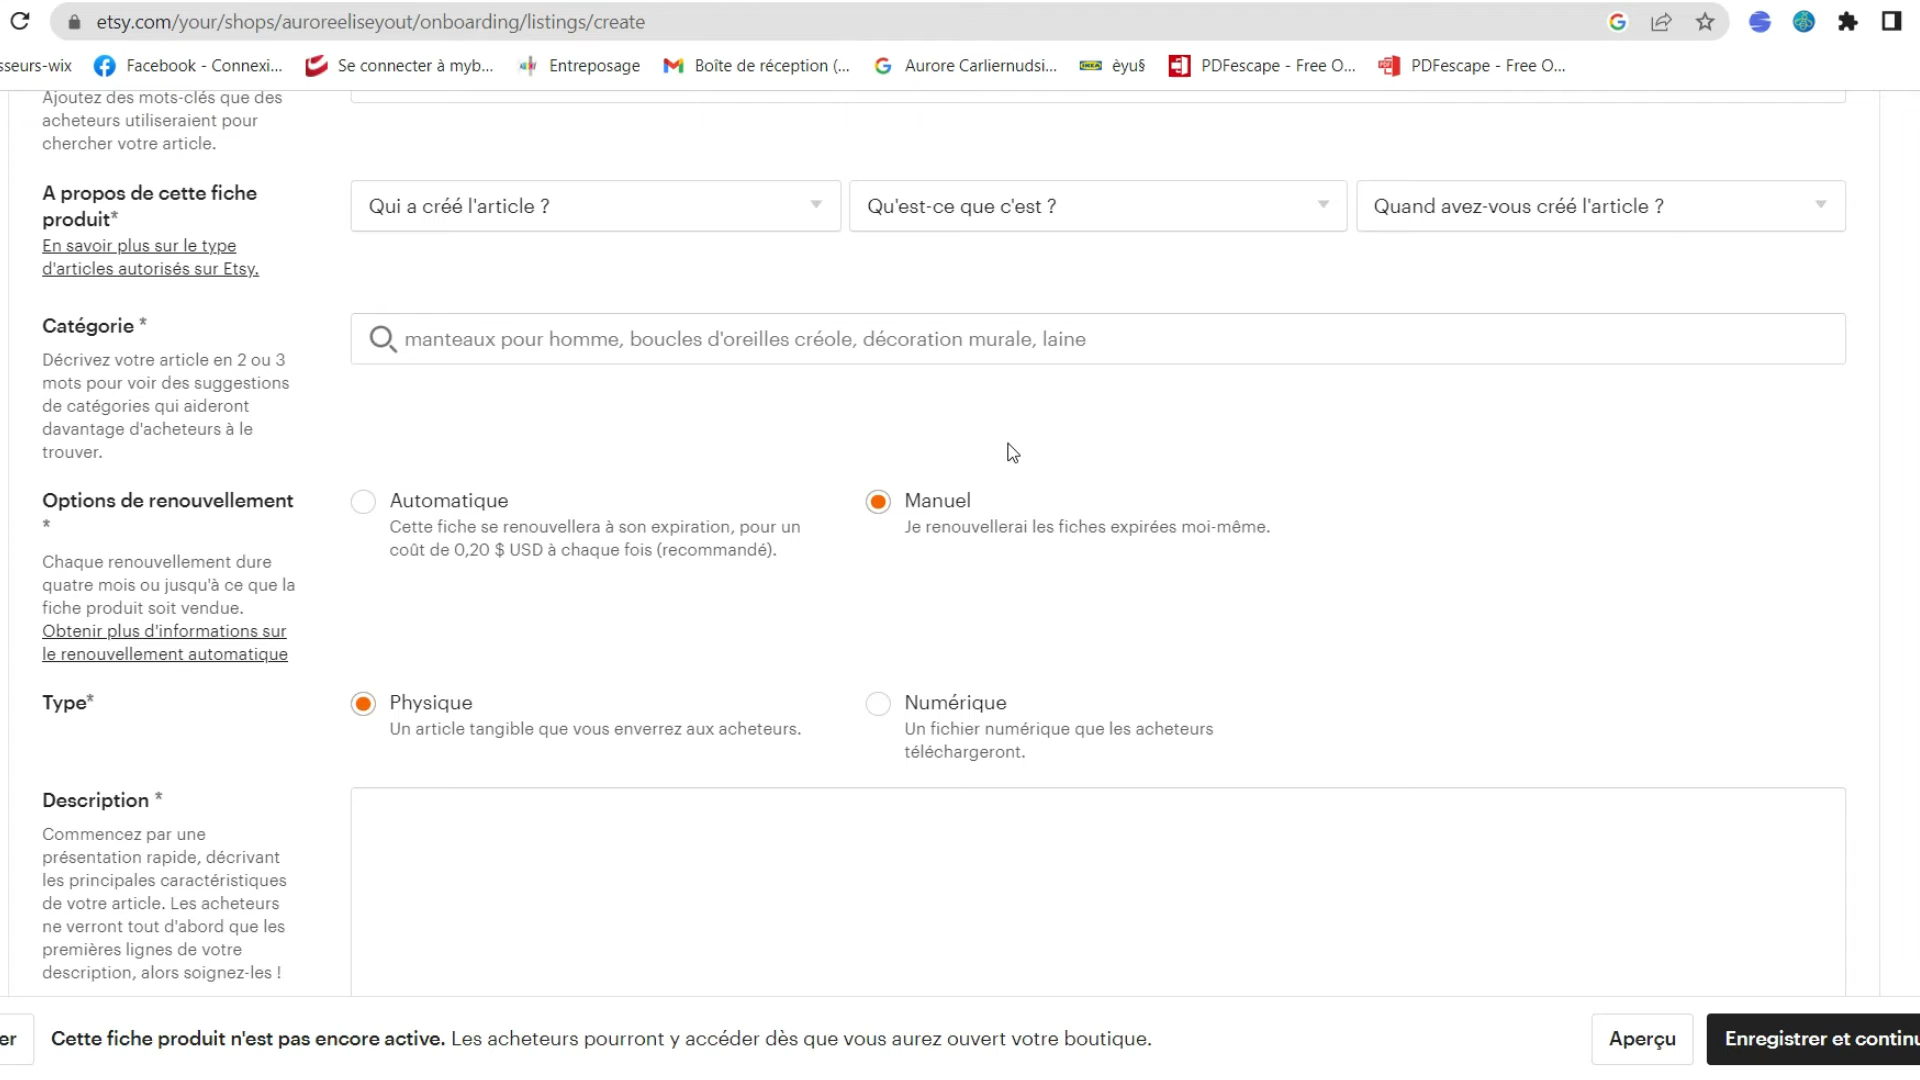 etsy.com/your/shops/auroreeliseyout/onboarding/listings/create
sseurs-wix
Facebook - Connexi...
Se connecter à myb...
Entreposage
Boîte de réception (...
Aurore Carliernudsi...
èyu§
PDFescape - Free O...
PDFescape - Free O...
Ajoutez des mots-clés que des
acheteurs utiliseraient pour
chercher votre article.
A propos de cette fiche
produit*
En savoir plus sur le type
d'articles autorisés sur Etsy.
Qui a créé l'article ?
Qu'est-ce que c'est ?
Quand avez-vous créé l'article ?
Catégorie *
Décrivez votre article en 2 ou 3
mots pour voir des suggestions
de catégories qui aideront
davantage d'acheteurs à le
trouver.
manteaux pour homme, boucles d'oreilles créole, décoration murale, laine
Options de renouvellement
*
Chaque renouvellement dure
quatre mois ou jusqu'à ce que la
fiche produit soit vendue.
Obtenir plus d'informations sur
le renouvellement automatique
Automatique
Cette fiche se renouvellera à son expiration, pour un
coût de 0,20 $ USD à chaque fois (recommandé).
Manuel
Je renouvellerai les fiches expirées moi-même.
Type*
Physique
Un article tangible que vous enverrez aux acheteurs.
Numérique
Un fichier numérique que les acheteurs
téléchargeront.
Description *
Commencez par une
présentation rapide, décrivant
les principales caractéristiques
de votre article. Les acheteurs
ne verront tout d'abord que les
premières lignes de votre
description, alors soignez-les !
er
Cette fiche produit n'est pas encore active. Les acheteurs pourront y accéder dès que vous aurez ouvert votre boutique.
Aperçu
Enregistrer et continu